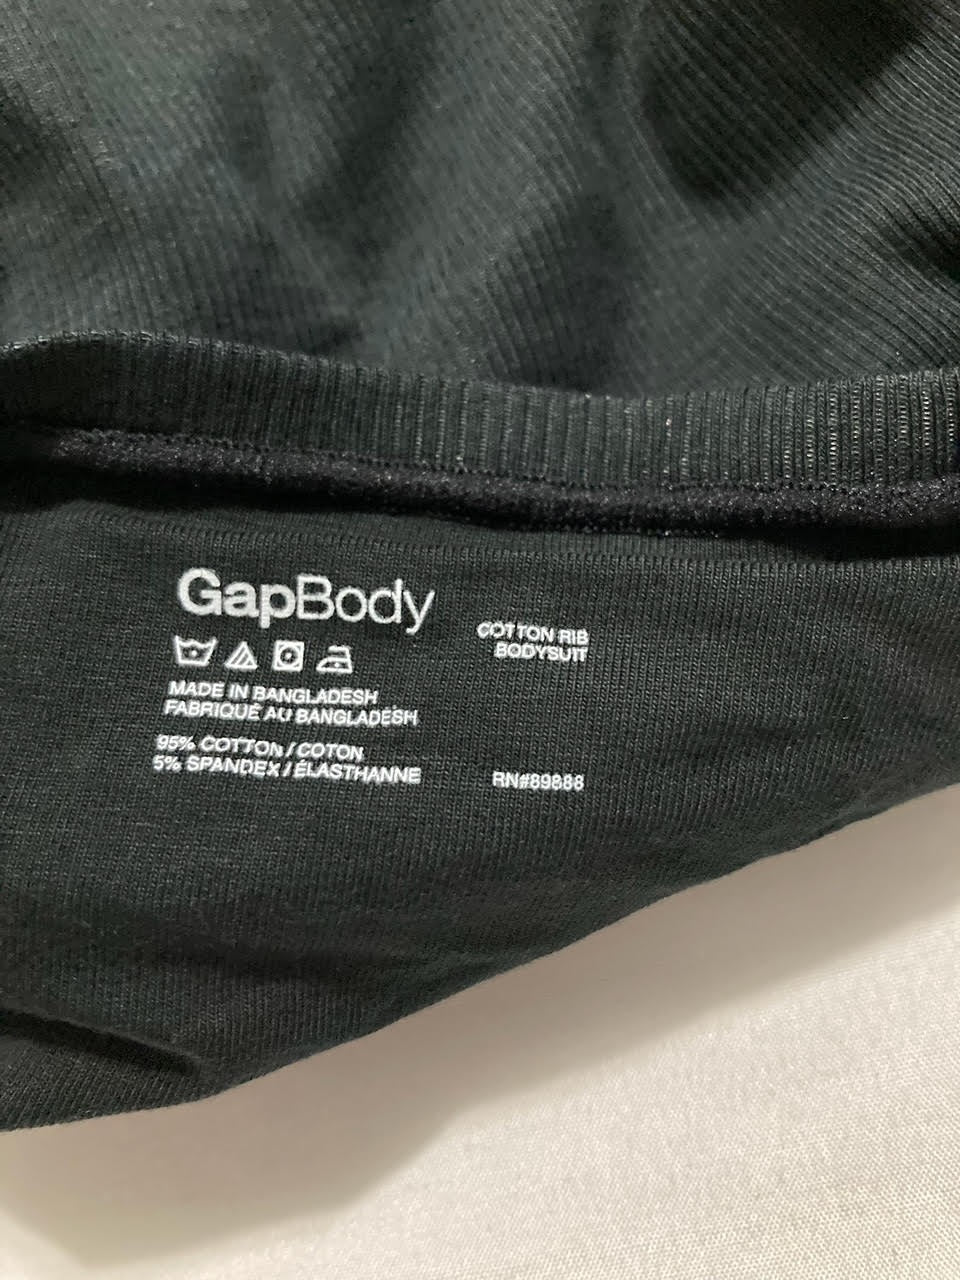 GapBody
COTTON RIB
BODYSUIT
MADE IN BANGLADESH
FABRIQUÉ AU BANGLADESH
95% COTTON / COTON
5% SPANDEX / ÉLASTHANNE
RN#89888